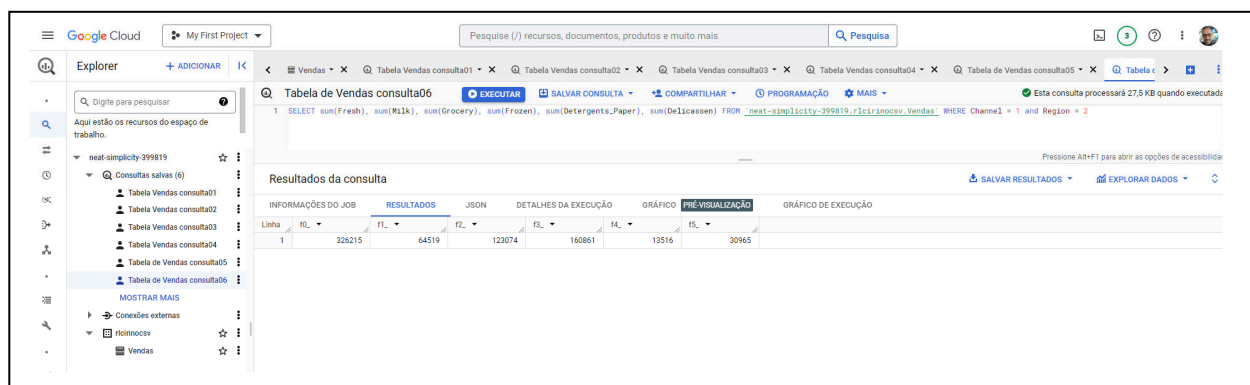 Google Cloud
My First Project
Pesquise (/) recursos, documentos, produtos e muito mais
Pesquisa
3
Explorer
+ ADICIONAR
Vendas
Tabela Vendas consulta01
Tabela Vendas consulta02
Tabela Vendas consulta03
Tabela Vendas consulta04
Tabela de Vendas consulta05
Tabela c
Digite para pesquisar
Aqui estão os recursos do espaço de
trabalho.
neat-simplicity-399819
Consultas salvas (6)
Tabela Vendas consulta01
Tabela Vendas consulta02
Tabela Vendas consulta03
Tabela Vendas consulta04
Tabela de Vendas consulta05
Tabela de Vendas consulta06
MOSTRAR MAIS
Conexões externas
rlcirinocsv
Vendas
Tabela de Vendas consulta06
EXECUTAR
SALVAR CONSULTA
COMPARTILHAR
PROGRAMAÇÃO
MAIS
Esta consulta processará 27,5 KB quando executada
1 SELECT sum(Fresh), sum(Milk), sum(Grocery), sum(Frozen), sum(Detergents_Paper), sum(Delicassen) FROM `neat-simplicity-399819.rlcirinocsv.Vendas` WHERE Channel = 1 and Region = 2
Pressione Alt+F1 para abrir as opções de acessibilida
Resultados da consulta
SALVAR RESULTADOS
EXPLORAR DADOS
INFORMAÇÕES DO JOB
RESULTADOS
JSON
DETALHES DA EXECUÇÃO
GRÁFICO PRÉ-VISUALIZAÇÃO
GRÁFICO DE EXECUÇÃO
Linha f0_ f1_ f2_ f3_ f4_ f5_
1 326215 64519 123074 160861 13516 30965